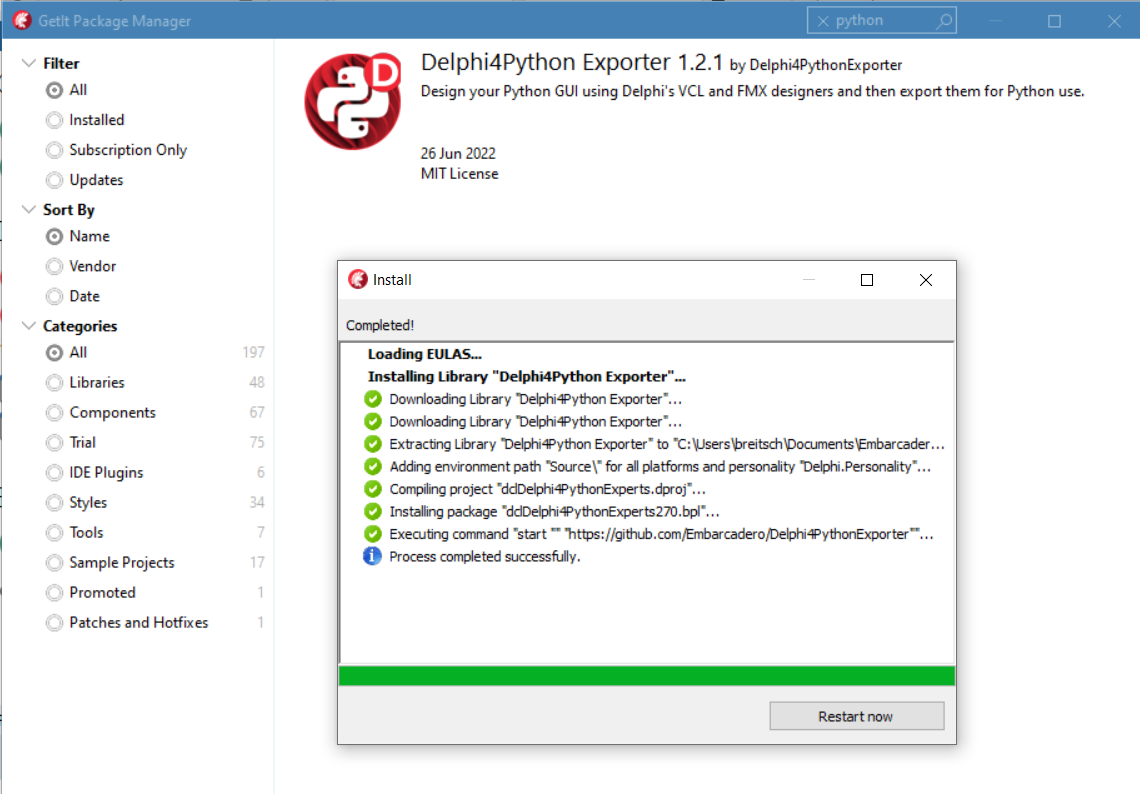 GetIt Package Manager
python
Filter
All
Installed
Subscription Only
Updates
Sort By
Name
Vendor
Date
Categories
All 197
Libraries 48
Components 67
Trial 75
IDE Plugins 6
Styles 34
Tools 7
Sample Projects 17
Promoted 1
Patches and Hotfixes 1
D
Delphi4Python Exporter 1.2.1 by Delphi4PythonExporter
Design your Python GUI using Delphi's VCL and FMX designers and then export them for Python use.
26 Jun 2022
MIT License
Install
Completed!
Loading EULAS...
Installing Library "Delphi4Python Exporter"...
Downloading Library "Delphi4Python Exporter"...
Downloading Library "Delphi4Python Exporter"...
Extracting Library "Delphi4Python Exporter" to "C:\Users\breitsch\Documents\Embarcader...
Adding environment path "Source\" for all platforms and personality "Delphi.Personality"...
Compiling project "dclDelphi4PythonExperts.dproj"...
Installing package "dclDelphi4PythonExperts270.bpl"...
Executing command "start "" "https://github.com/Embarcadero/Delphi4PythonExporter""...
Process completed successfully.
Restart now